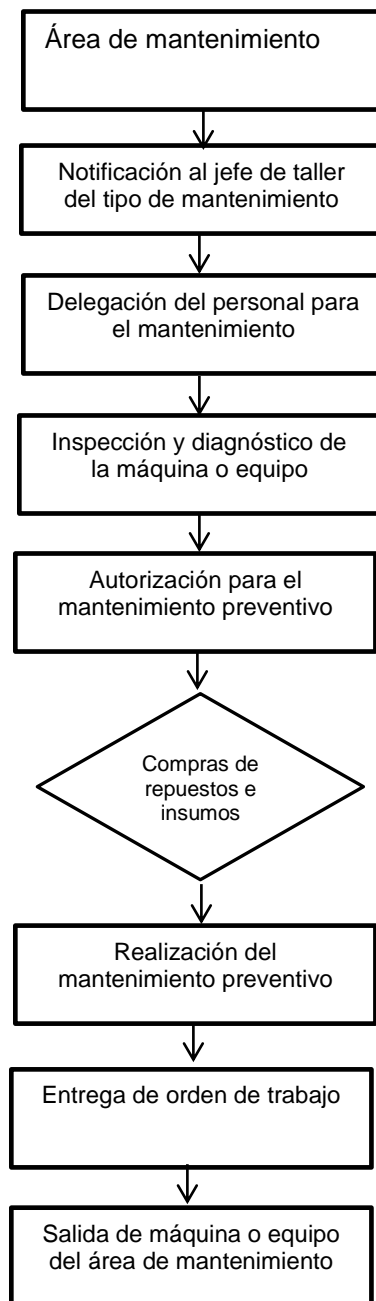 Área de mantenimiento
Notificación al jefe de taller
del tipo de mantenimiento
Delegación del personal para
el mantenimiento
Inspección y diagnóstico de
la máquina o equipo
Autorización para el
mantenimiento preventivo
Compras de
repuestos e
insumos
Realización del
mantenimiento preventivo
Entrega de orden de trabajo
Salida de máquina o equipo
del área de mantenimiento